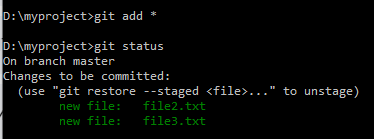 D:\myproject>git add *
D:\myproject>git status
On branch master
Changes to be committed:
  (use "git restore --staged <file>..." to unstage)
        new file:   file2.txt
        new file:   file3.txt